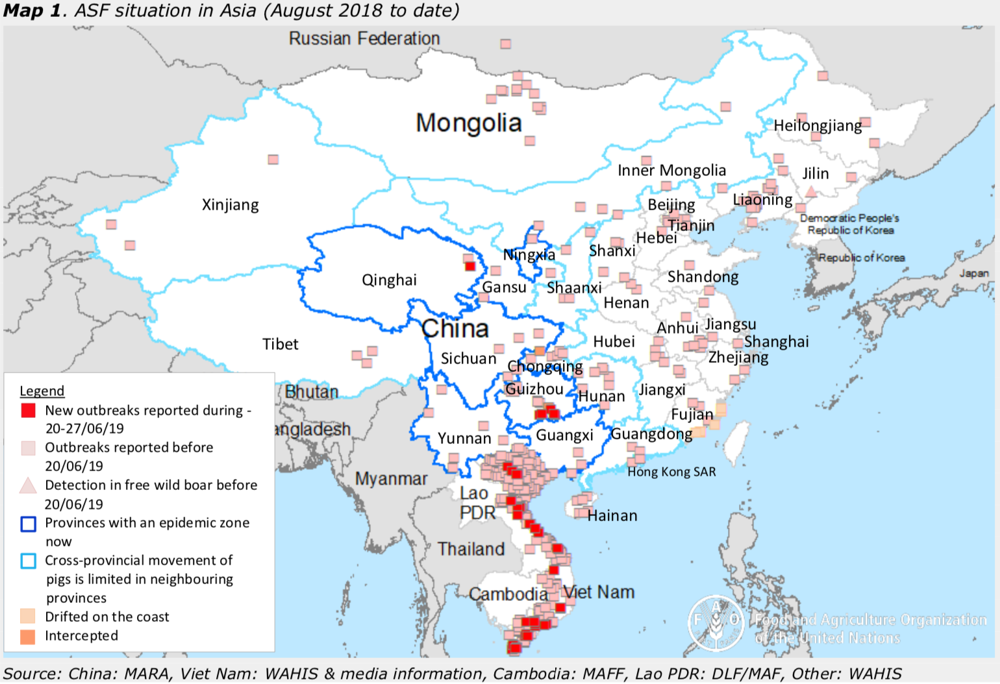 Map 1. ASF situation in Asia (August 2018 to date)
Russian Federation
Mongolia
Heilongjiang
Inner Mongolia
Jilin
Xinjiang
Beijing
Liaoning
Tianjin
Democratic People's
Republic of Korea
Hebei
Ningxia
Shanxi
Republic of Korea
Qinghai
Gansu
Shaanxi
Shandong
Japan
Henan
China
Anhui
Jiangsu
Tibet
Hubei
Shanghai
Sichuan
Zhejiang
Chongqing
Bhutan
Guizhou
Hunan
Jiangxi
Fujian
angladesh
Yunnan
Guangxi
Guangdong
Hong Kong SAR
Myanmar
Lao
PDR
Hainan
Thailand
Cambodia
Viet Nam
Legend
New outbreaks reported during -
20-27/06/19
Outbreaks reported before
20/06/19
Detection in free wild boar before
20/06/19
Provinces with an epidemic zone
now
Cross-provincial movement of
pigs is limited in neighbouring
provinces
Drifted on the coast
Intercepted
F A O
FIAT PANIS
Food and Agriculture Organization
of the United Nations
Source: China: MARA, Viet Nam: WAHIS & media information, Cambodia: MAFF, Lao PDR: DLF/MAF, Other: WAHIS